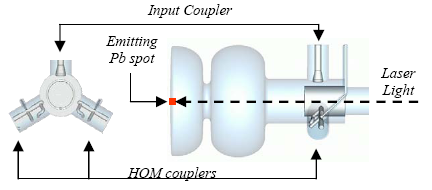 Input Coupler
Emitting
Pb spot
Laser
Light
HOM couplers